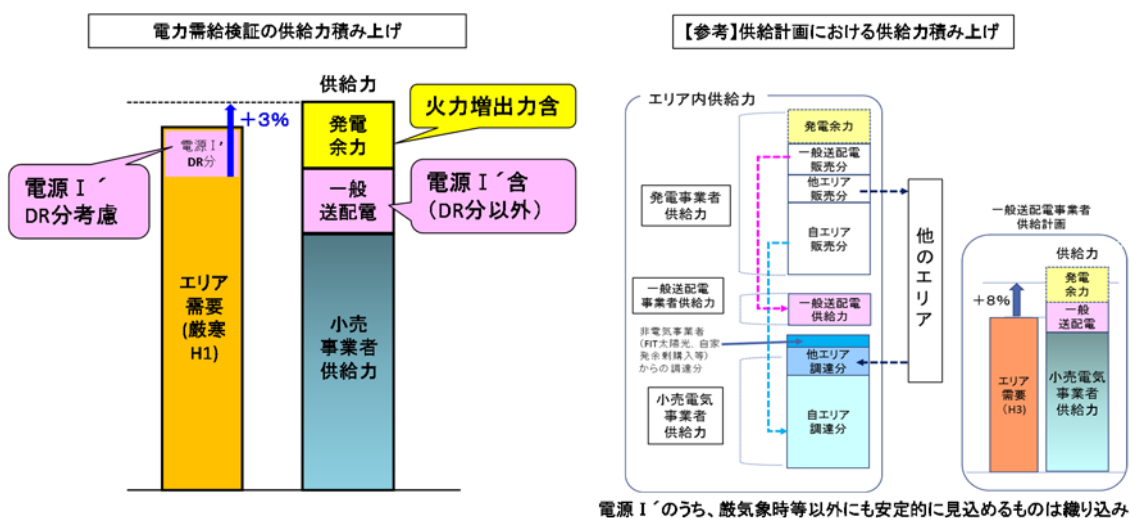 電力需給検証の供給力積み上げ
供給力
+3%
電源Ⅰ'
DR分
電源Ⅰ´
DR分考慮
エリア
需要
(厳寒
H1)
発電
余力
火力増出力含
一般
送配電
電源Ⅰ´含
(DR分以外)
小売
事業者
供給力
【参考】供給計画における供給力積み上げ
エリア内供給力
発電事業者
供給力
発電余力
一般送配電
販売分
他エリア
販売分
自エリア
販売分
一般送配電
事業者供給力
一般送配電
供給力
非電気事業者
(FIT太陽光、自家
発余剰購入等)
からの調達分
他エリア
調達分
小売電気
事業者
供給力
自エリア
調達分
他のエリア
一般送配電事業者
供給計画
供給力
+8%
発電
余力
一般
送配電
エリア
需要
(H3)
小売電気
事業者
供給力
電源Ⅰ´のうち、厳気象時等以外にも安定的に見込めるものは織り込み